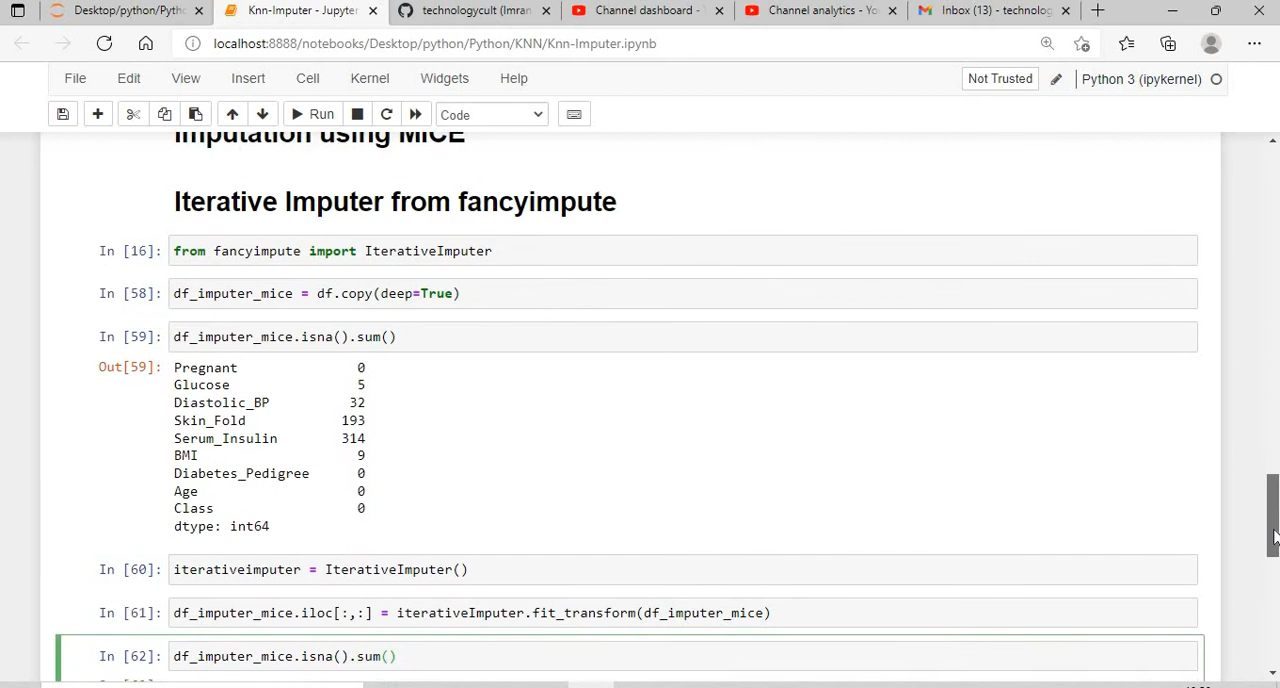 Desktop/python/Pytho
Knn-Imputer - Jupyter
technologycult (Imran
Channel dashboard -
Channel analytics - Yo
Inbox (13) - technolog
localhost:8888/notebooks/Desktop/python/Python/KNN/Knn-Imputer.ipynb
File Edit View Insert Cell Kernel Widgets Help
Not Trusted
Python 3 (ipykernel)
Run
Code
Imputation using MICE
Iterative Imputer from fancyimpute
In [16]: from fancyimpute import IterativeImputer
In [58]: df_imputer_mice = df.copy(deep=True)
In [59]: df_imputer_mice.isna().sum()
Out[59]: Pregnant 0
Glucose 5
Diastolic_BP 32
Skin_Fold 193
Serum_Insulin 314
BMI 9
Diabetes_Pedigree 0
Age 0
Class 0
dtype: int64
In [60]: iterativeimputer = IterativeImputer()
In [61]: df_imputer_mice.iloc[:,:] = iterativeImputer.fit_transform(df_imputer_mice)
In [62]: df_imputer_mice.isna().sum()